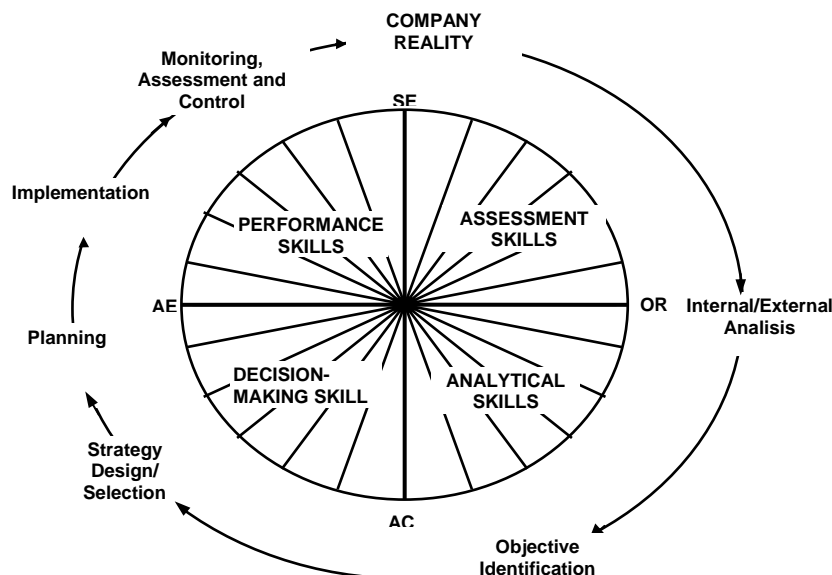 COMPANY
REALITY
Monitoring,
Assessment and
Control
SE
Implementation
PERFORMANCE
SKILLS
ASSESSMENT
SKILLS
AE
OR
Internal/External
Analisis
Planning
DECISION-
MAKING SKILL
ANALYTICAL
SKILLS
Strategy
Design/
Selection
AC
Objective
Identification